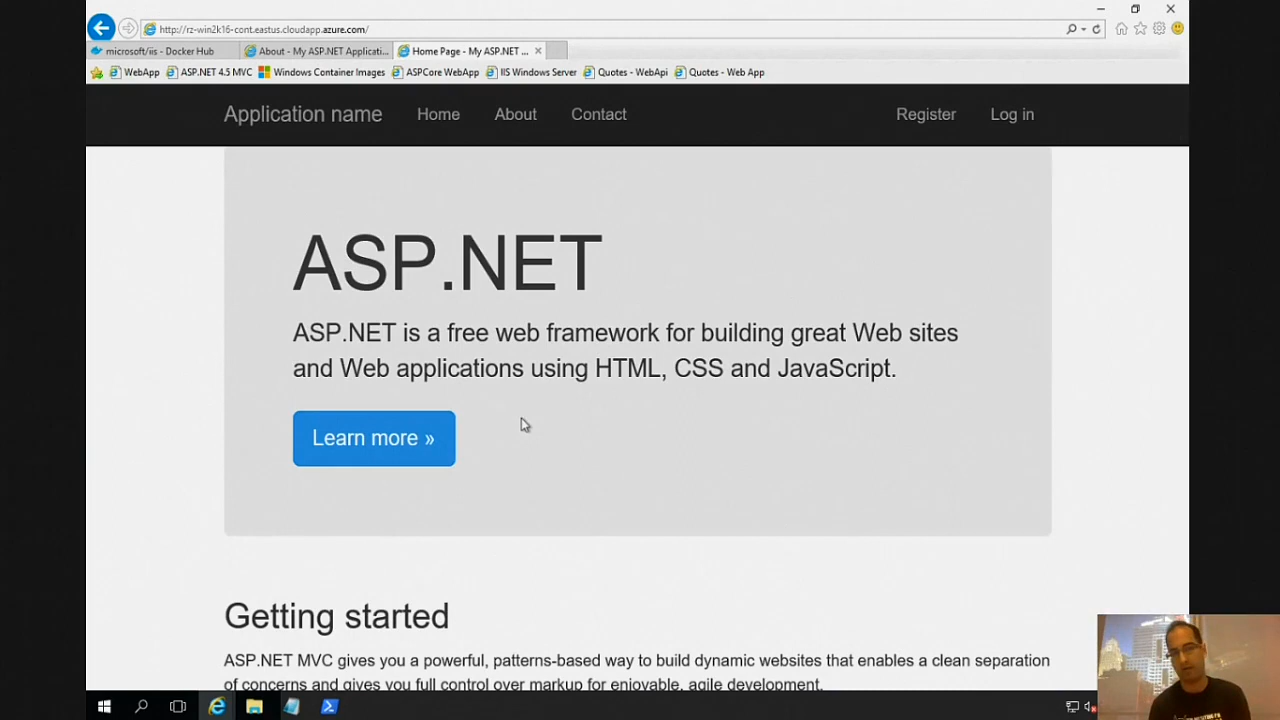 http://rz-win2k16-cont.eastus.cloudapp.azure.com/
microsoft/iis - Docker Hub
About - My ASP.NET Applicati...
Home Page - My ASP.NET ...
WebApp
ASP.NET 4.5 MVC
Windows Container Images
ASPCore WebApp
IIS Windows Server
Quotes - WebApi
Quotes - Web App
Application name
Home
About
Contact
Register
Log in
ASP.NET
ASP.NET is a free web framework for building great Web sites
and Web applications using HTML, CSS and JavaScript.
Learn more »
Getting started
ASP.NET MVC gives you a powerful, patterns-based way to build dynamic websites that enables a clean separation
of concerns and gives you full control over markup for enjoyable, agile development.